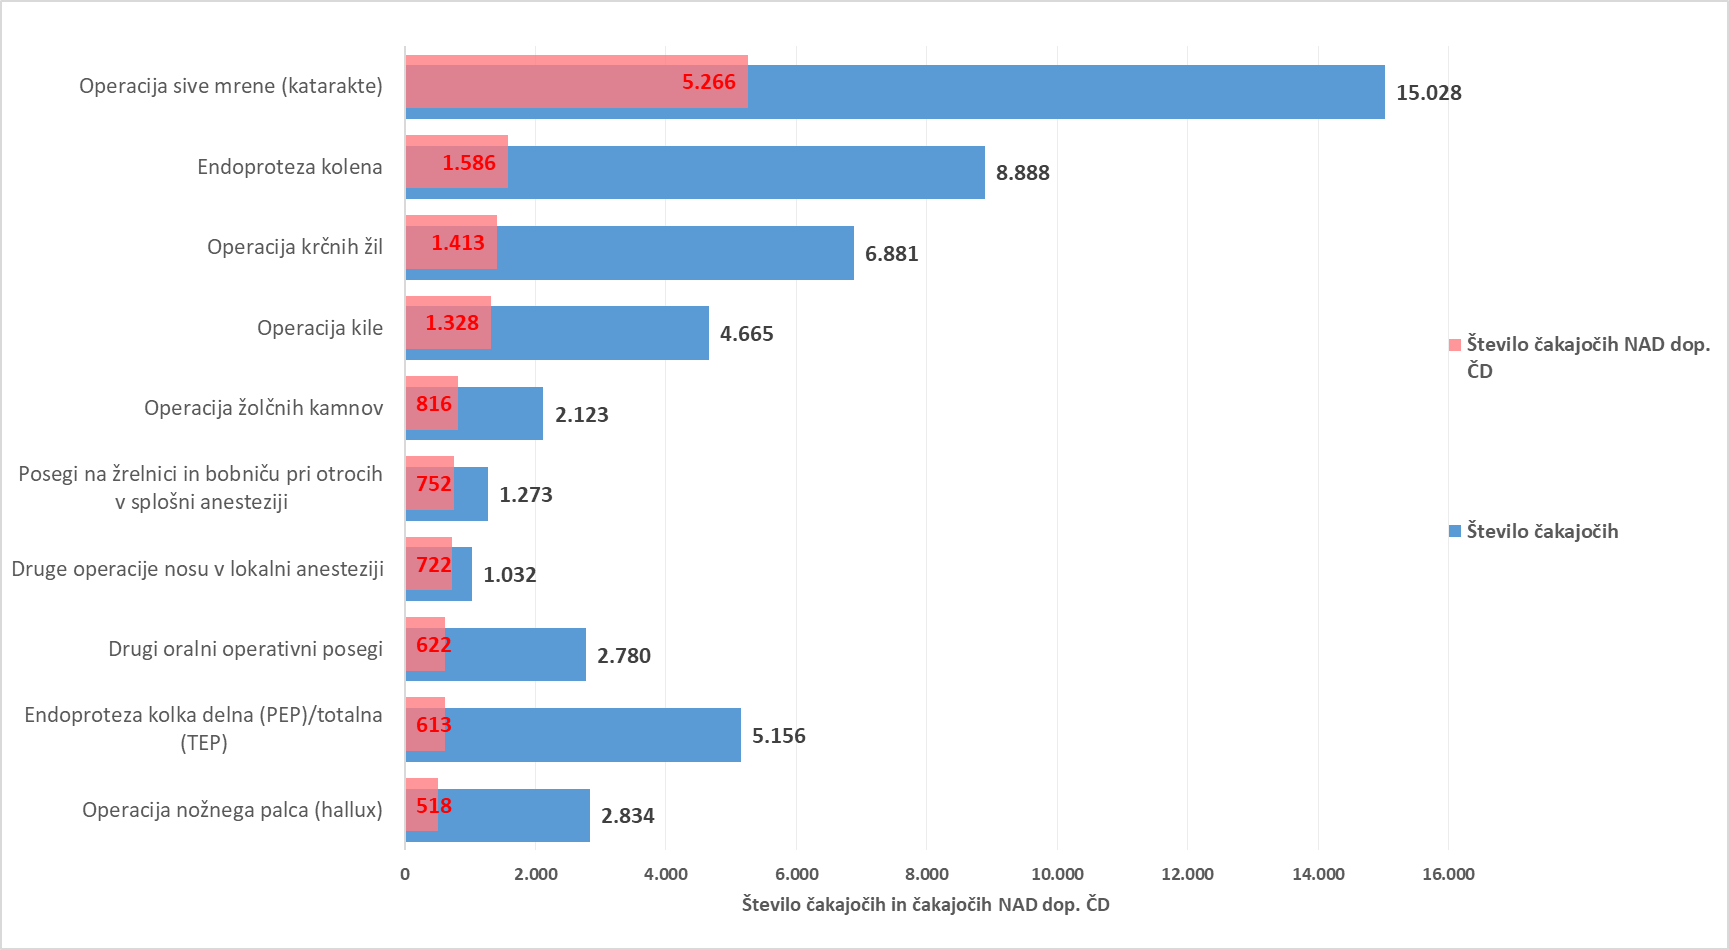 Operacija sive mrene (katarakte)
5.266
15.028
Endoproteza kolena
1.586
8.888
Operacija krčnih žil
1.413
6.881
Operacija kile
1.328
4.665
Operacija žolčnih kamnov
816
2.123
Posegi na žrelnici in bobniču pri otrocih
v splošni anesteziji
752
1.273
Druge operacije nosu v lokalni anesteziji
722
1.032
Drugi oralni operativni posegi
622
2.780
Endoproteza kolka delna (PEP)/totalna
(TEP)
613
5.156
Operacija nožnega palca (hallux)
518
2.834
0 2.000 4.000 6.000 8.000 10.000 12.000 14.000 16.000
Število čakajočih in čakajočih NAD dop. ČD
Število čakajočih NAD dop.
ČD
Število čakajočih